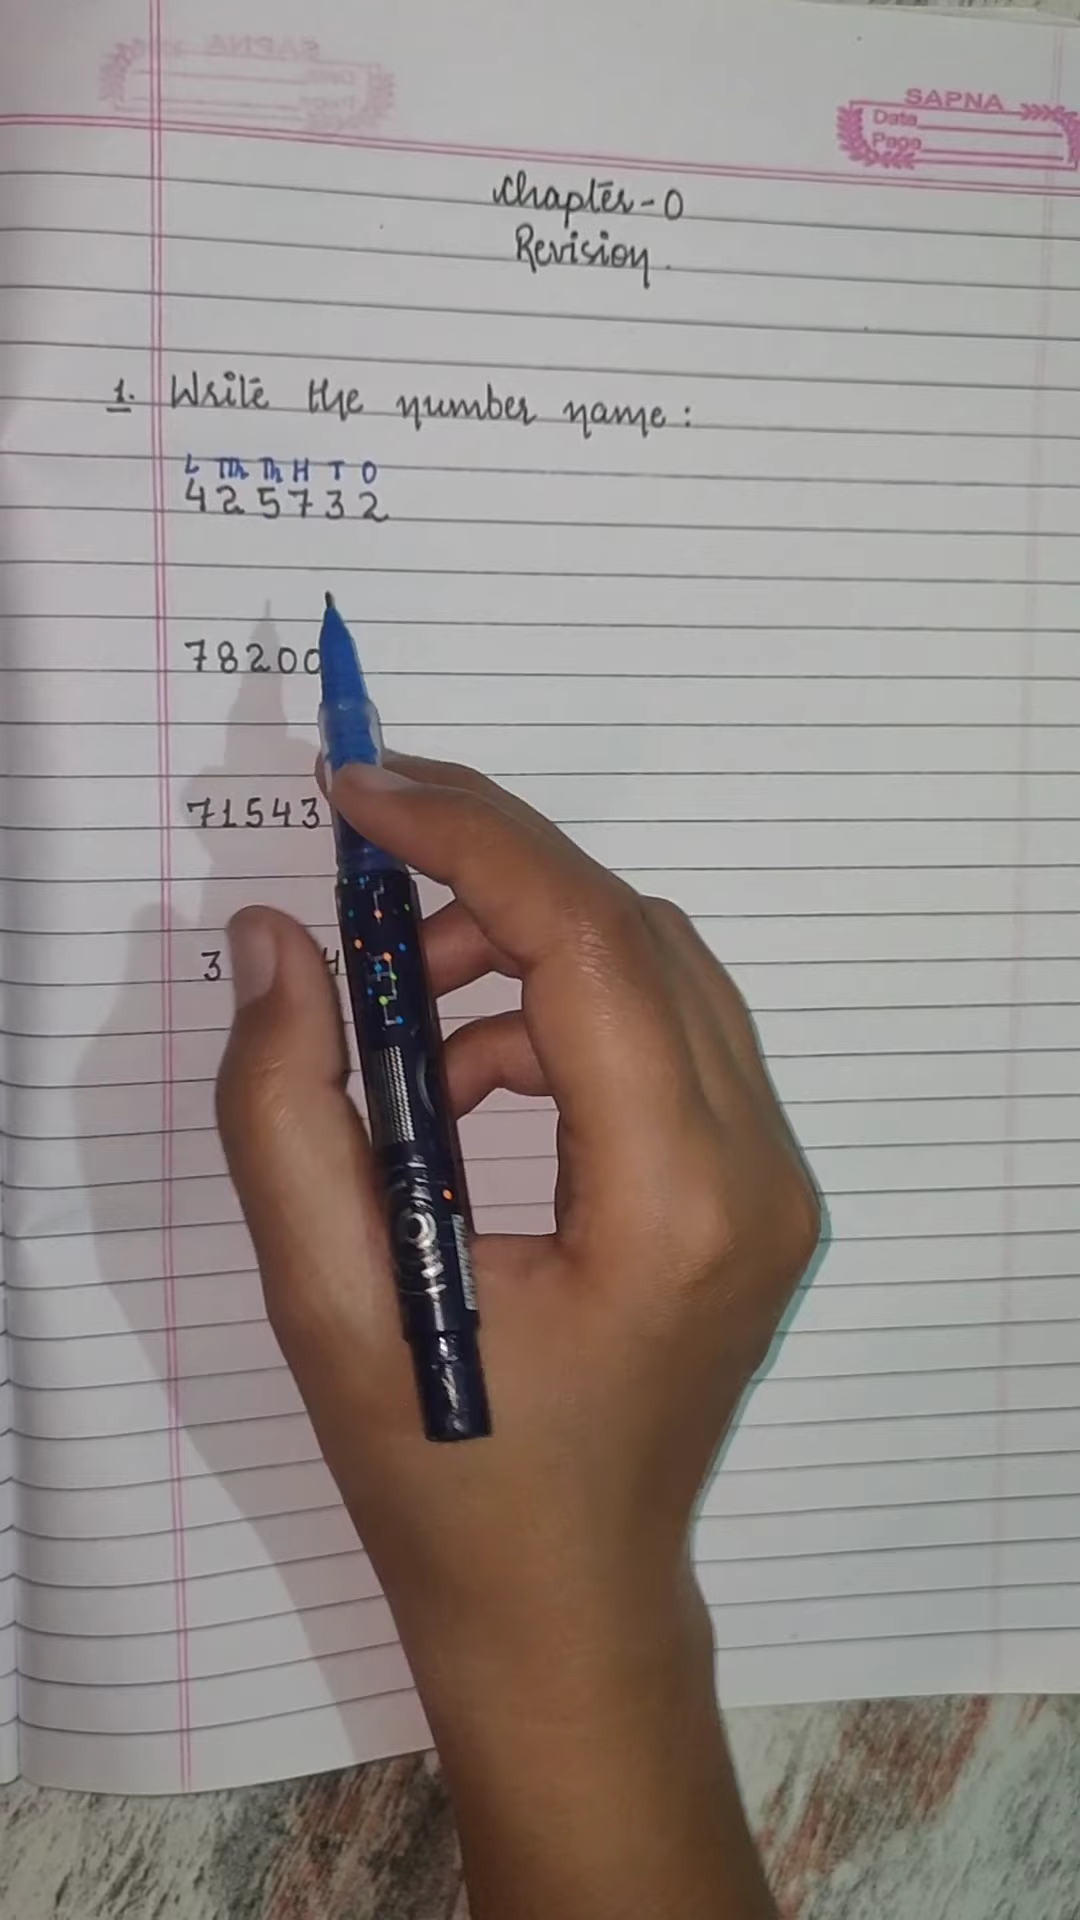 SAPNA
Date
Page
Chapter-0
Revision.
1. Write the number name:
L TTh Th H T O
425732
7820
71543
3